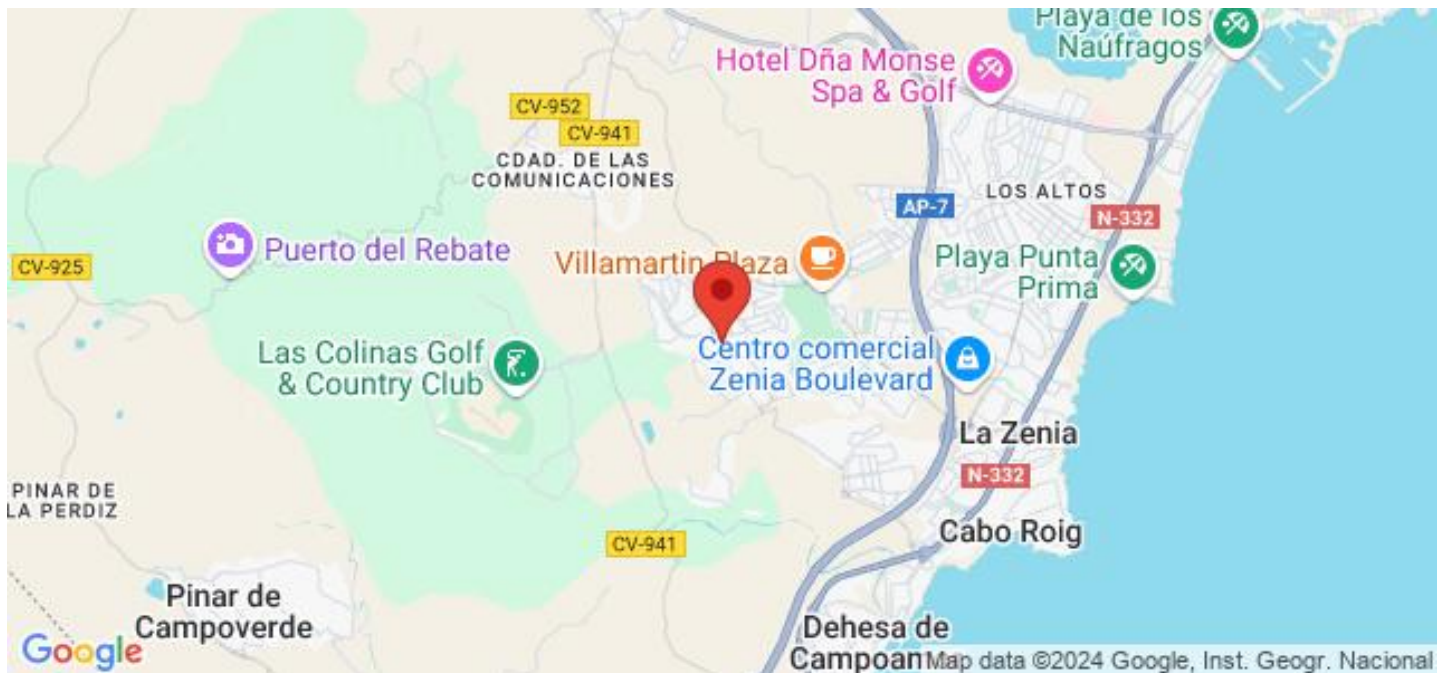 Playa de los
Naúfragos
Hotel Dña Monse
Spa & Golf
CV-952
CV-941
CDAD. DE LAS
COMUNICACIONES
LOS ALTOS
AP-7
N-332
Puerto del Rebate
CV-925
Villamartin Plaza
Playa Punta
Prima
Las Colinas Golf
& Country Club
Centro comercial
Zenia Boulevard
La Zenia
N-332
PINAR DE
LA PERDIZ
Cabo Roig
CV-941
Pinar de
Campoverde
Dehesa de
Google
Map data ©2024 Google, Inst. Geogr. Nacional